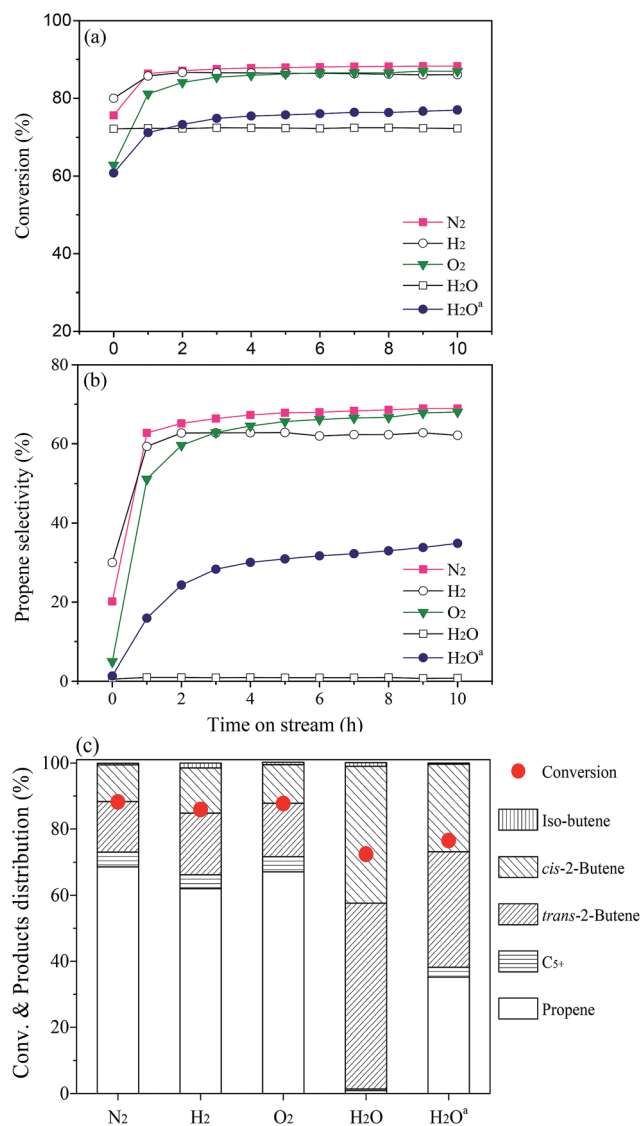 (a)
Conversion (%)
100
80
60
40
20
N2
H2
O2
H2O
H2Oᵃ
0 2 4 6 8 10
(b)
Propene selectivity (%)
80
60
40
20
0
N2
H2
O2
H2O
H2Oᵃ
0 2 4 6 8 10
Time on stream (h)
(c)
Conv. & Products distribution (%)
100
80
60
40
20
0
N2 H2 O2 H2O H2Oᵃ
Conversion
Iso-butene
cis-2-Butene
trans-2-Butene
C5+
Propene